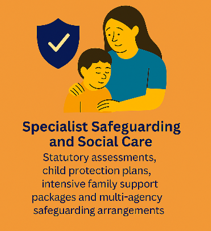 Specialist Safeguarding
and Social Care
Statutory assessments,
child protection plans,
intensive family support
packages and multi-agency
safeguarding arrangements